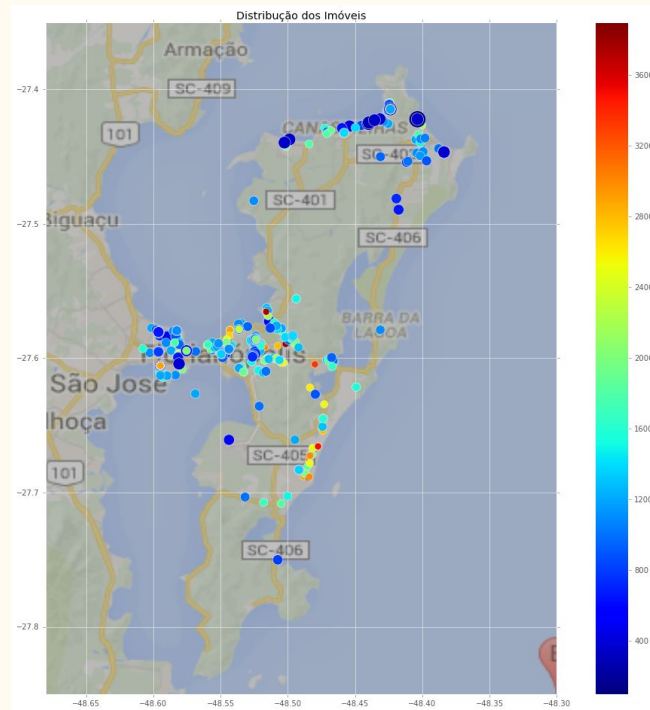 Distribução dos Imóveis
Armação
SC-409
101
CANASVIEIRAS
SC-403
SC-401
Biguaçu
SC-406
BARRA DA
LAGOA
Florianópolis
São José
lhoça
SC-405
101
SC-406
−27.4
−27.5
−27.6
−27.7
−27.8
−48.65
−48.60
−48.55
−48.50
−48.45
−48.40
−48.35
−48.30
3600
3200
2800
2400
2000
1600
1200
800
400